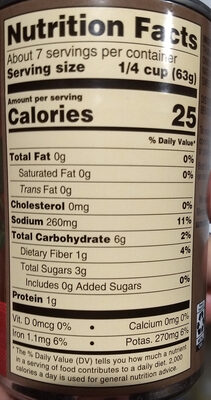 Nutrition Facts
About 7 servings per container
Serving size 1/4 cup (63g)
Amount per serving
Calories 25
% Daily Value*
Total Fat 0g 0%
Saturated Fat 0g 0%
Trans Fat 0g
Cholesterol 0mg 0%
Sodium 260mg 11%
Total Carbohydrate 6g 2%
Dietary Fiber 1g 4%
Total Sugars 3g
Includes 0g Added Sugars 0%
Protein 1g
Vit. D 0mcg 0% • Calcium 0mg 0%
Iron 1.1mg 6% • Potas. 270mg 6%
*The % Daily Value (DV) tells you how much a nutrient
in a serving of food contributes to a daily diet. 2,000
calories a day is used for general nutrition advice.